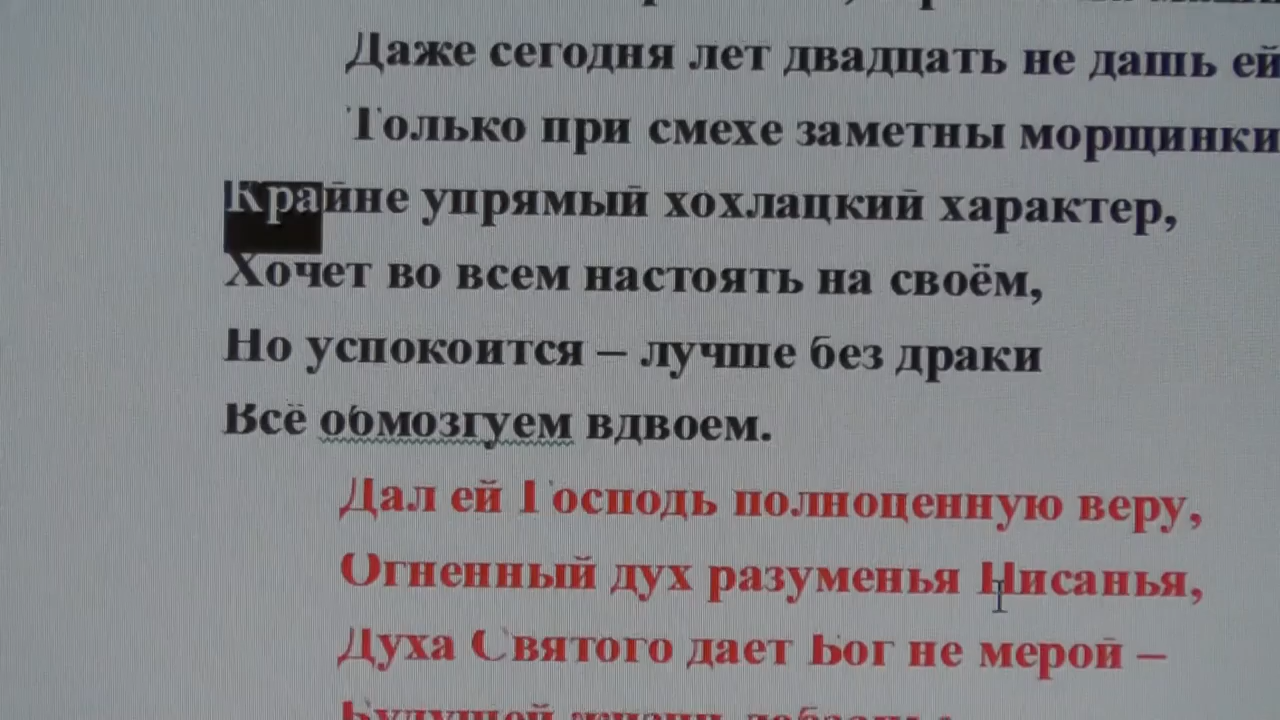 Даже сегодня лет двадцать не дашь ей
Только при смехе заметны морщинки
Крайне упрямый хохлацкий характер,
Хочет во всем настоять на своём,
Но успокоится – лучше без драки
Всё обмозгуем вдвоем.
Дал ей Господь полноценную веру,
Огненный дух разуменья Писанья,
Духа Святого дает Бог не мерой –
Будущей жизни